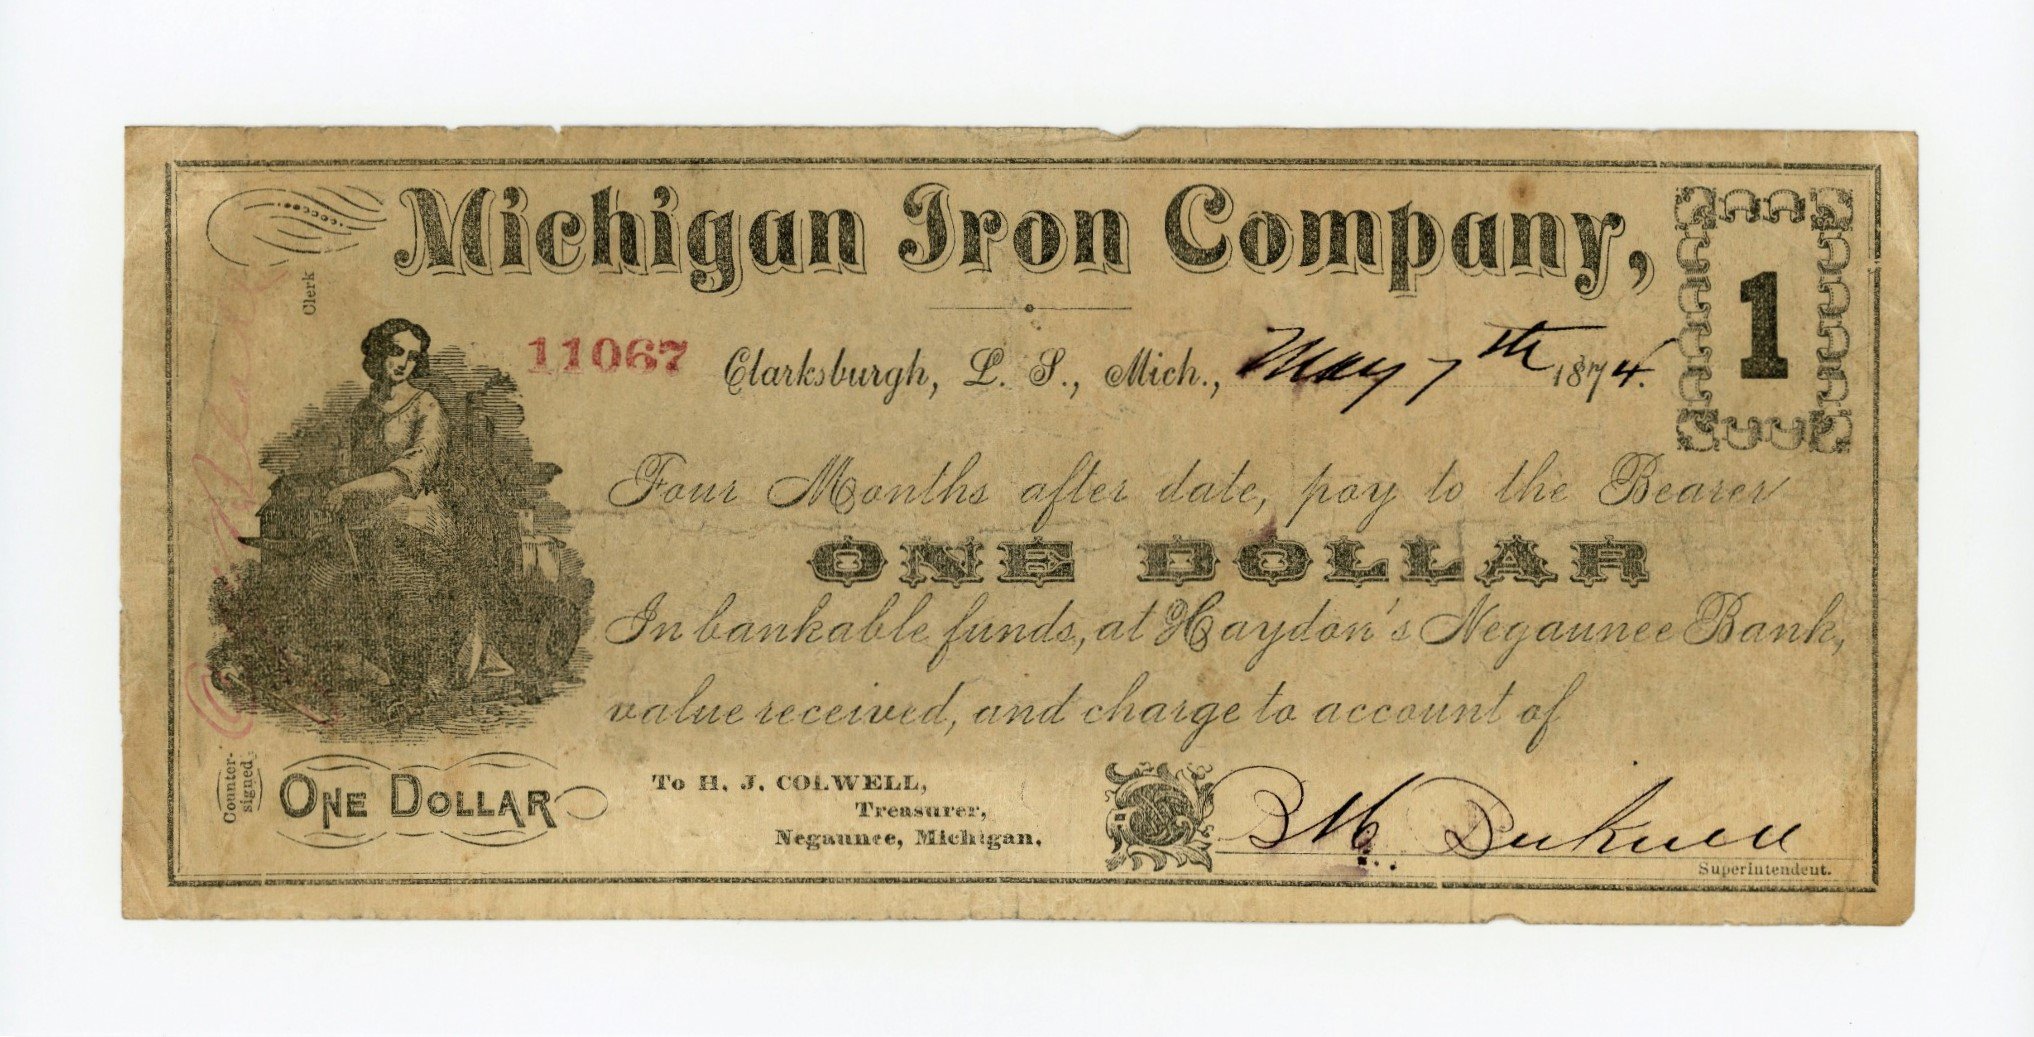 Michigan Iron Company,
1
Clerk
11067
Clarksburgh, L. S., Mich., May 7th 1874.
Four Months after date, pay to the Bearer
ONE DOLLAR
In bankable funds, at Haydon's Negaunee Bank,
value received, and charge to account of
Counter-
signed
ONE DOLLAR
To H. J. COLWELL,
Treasurer,
Negaunee, Michigan.
Superintendent.